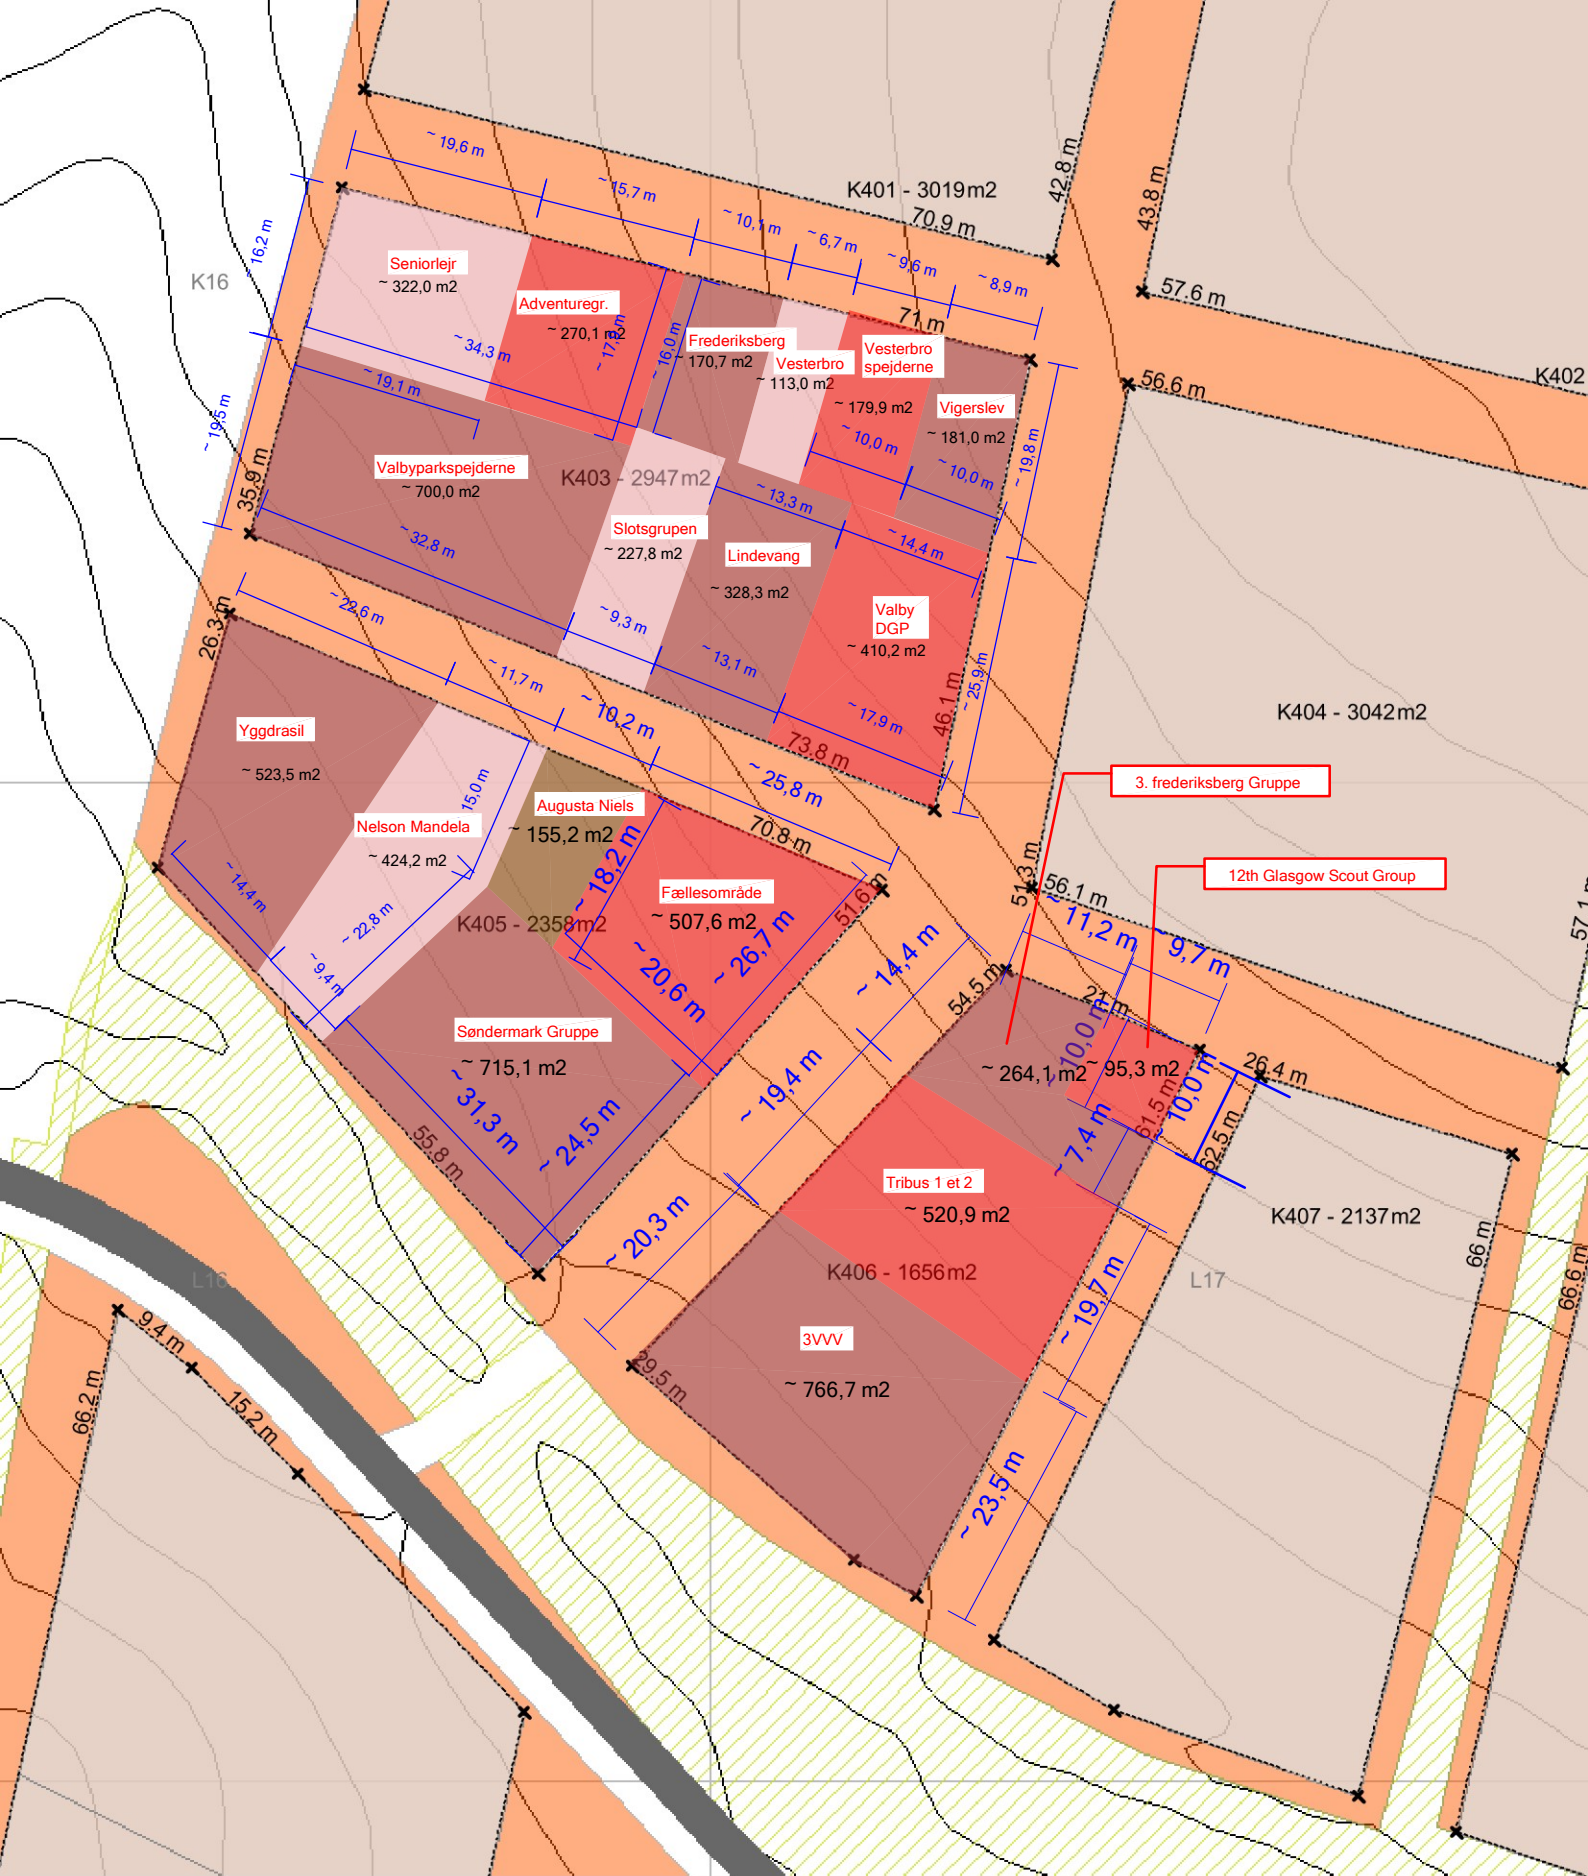 ~ 19,6 m
~ 15,7 m
~ 10,1 m
~ 6,7 m
~ 9,6 m
~ 8,9 m
K401 - 3019m2
70.9 m
42.8 m
43.8 m
57.6 m
56.6 m
K402
K16
~ 16,2 m
~ 19,5 m
35.9 m
71 m
Seniorlejr
~ 322,0 m2
Adventuregr.
~ 270,1 m2
~ 34,3 m
~ 16,0 m
Frederiksberg
~ 170,7 m2
Vesterbro
~ 113,0 m2
Vesterbro
spejderne
~ 179,9 m2
~ 10,0 m
Vigerslev
~ 181,0 m2
~ 10,0 m
~ 19,8 m
~ 19,1 m
Valbyparkspejderne
~ 700,0 m2
K403 - 2947m2
~ 32,8 m
Slotsgrupen
~ 227,8 m2
~ 9,3 m
~ 13,3 m
Lindevang
~ 328,3 m2
~ 13,1 m
~ 14,4 m
Valby
DGP
~ 410,2 m2
~ 17,9 m
46.1 m
~ 25,9 m
73.8 m
26.3 m
~ 22,6 m
~ 11,7 m
~ 10,2 m
~ 25,8 m
70.8 m
K404 - 3042m2
3. frederiksberg Gruppe
12th Glasgow Scout Group
Yggdrasil
~ 523,5 m2
Nelson Mandela
~ 424,2 m2
15,0 m
Augusta Niels
~ 155,2 m2
~ 18,2 m
Fællesområde
~ 507,6 m2
51.6 m
K405 - 2358m2
~ 14,4 m
~ 22,8 m
~ 9,4 m
~ 20,6 m
~ 26,7 m
Søndermark Gruppe
~ 715,1 m2
~ 31,3 m
~ 24,5 m
55.8 m
51.3 m
56.1 m
~ 11,2 m
~ 9,7 m
57.1 m
~ 14,4 m
54.5 m
21 m
~ 10,0 m
~ 264,1 m2
~ 95,3 m2
~ 10,0 m
61.5 m
26.4 m
62.5 m
~ 7,4 m
~ 19,4 m
~ 20,3 m
Tribus 1 et 2
~ 520,9 m2
K406 - 1656m2
~ 19,7 m
K407 - 2137m2
66 m
66.6 m
L17
L16
3VVV
~ 766,7 m2
29.5 m
~ 23,5 m
9.4 m
15.2 m
66.2 m